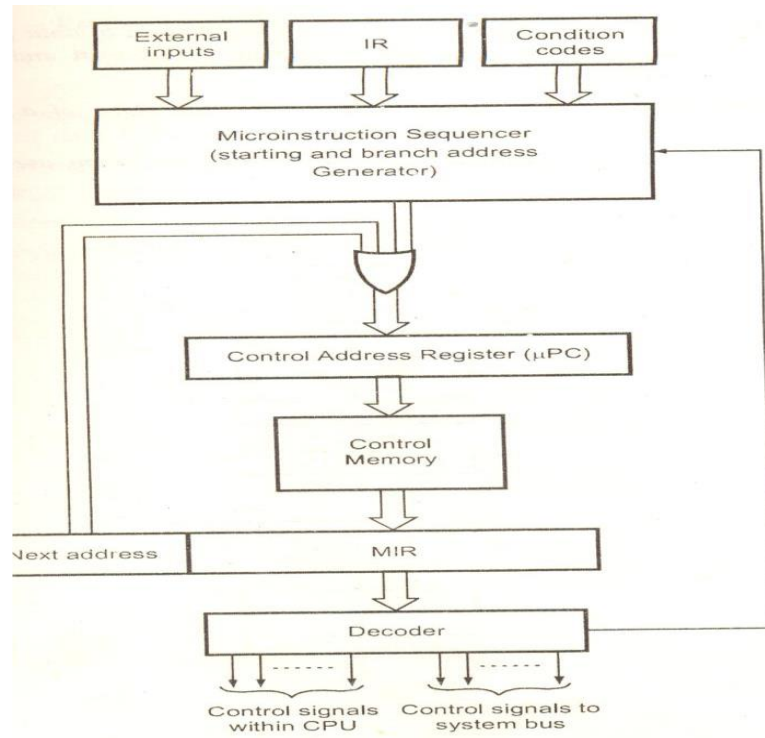 External
inputs
IR
Condition
codes
Microinstruction Sequencer
(starting and branch address
Generator)
Control Address Register (μPC)
Control
Memory
Next address
MIR
Decoder
Control signals
within CPU
Control signals to
system bus